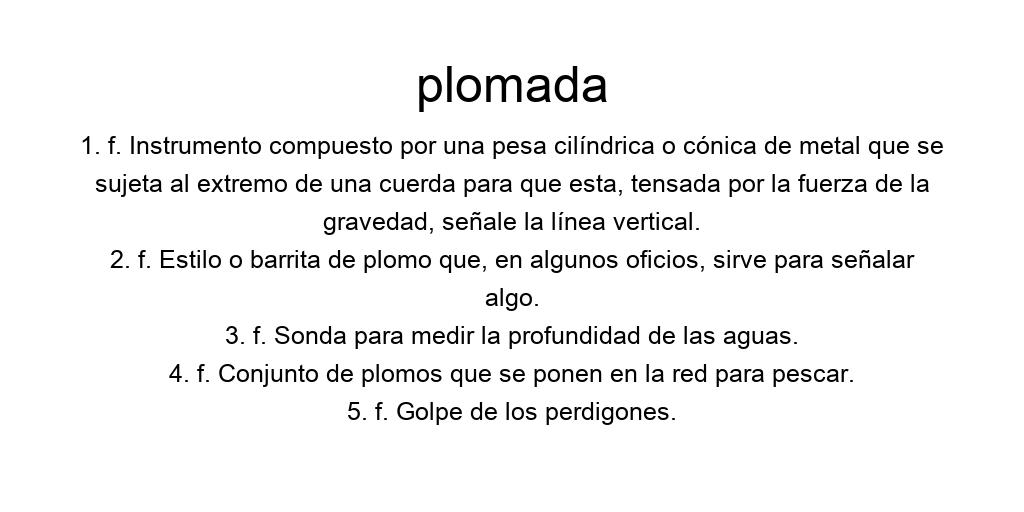 plomada
1. f. Instrumento compuesto por una pesa cilíndrica o cónica de metal que se
sujeta al extremo de una cuerda para que esta, tensada por la fuerza de la
gravedad, señale la línea vertical.
2. f. Estilo o barrita de plomo que, en algunos oficios, sirve para señalar
algo.
3. f. Sonda para medir la profundidad de las aguas.
4. f. Conjunto de plomos que se ponen en la red para pescar.
5. f. Golpe de los perdigones.